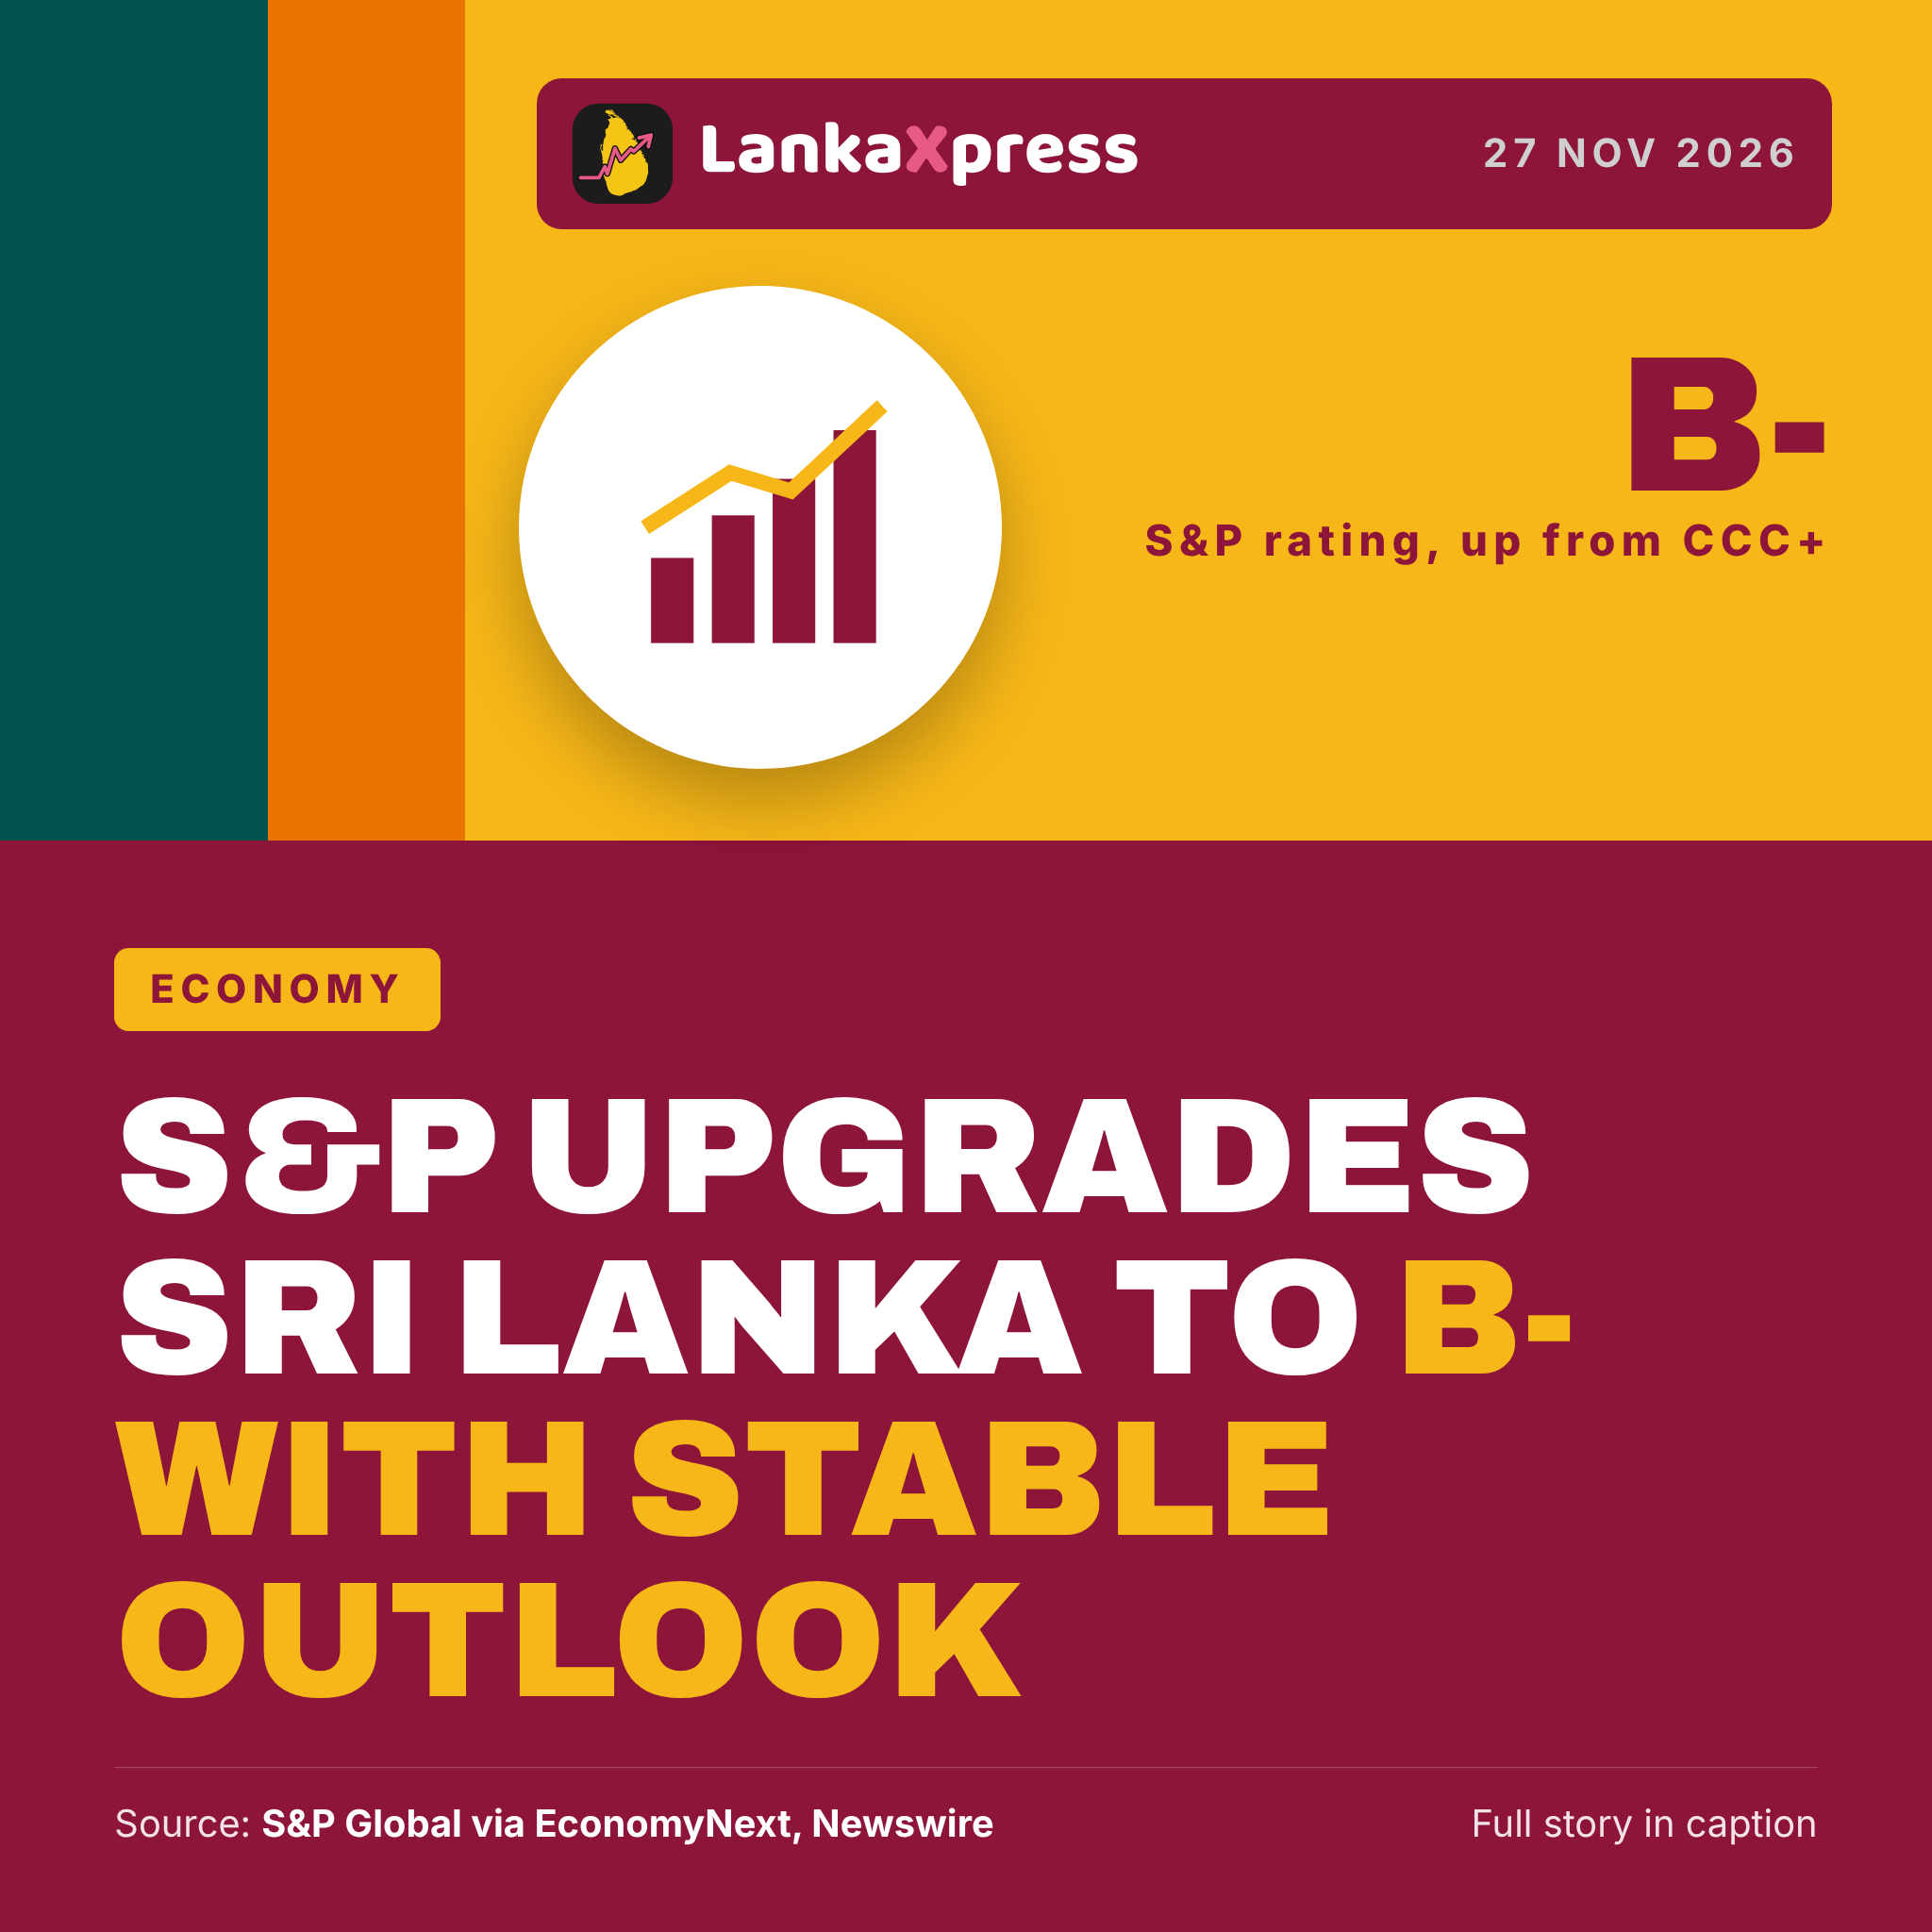 LankaXpress
27 NOV 2026
B-
S&P rating, up from CCC+
ECONOMY
S&P UPGRADES
SRI LANKA TO B-
WITH STABLE
OUTLOOK
Source: S&P Global via EconomyNext, Newswire
Full story in caption